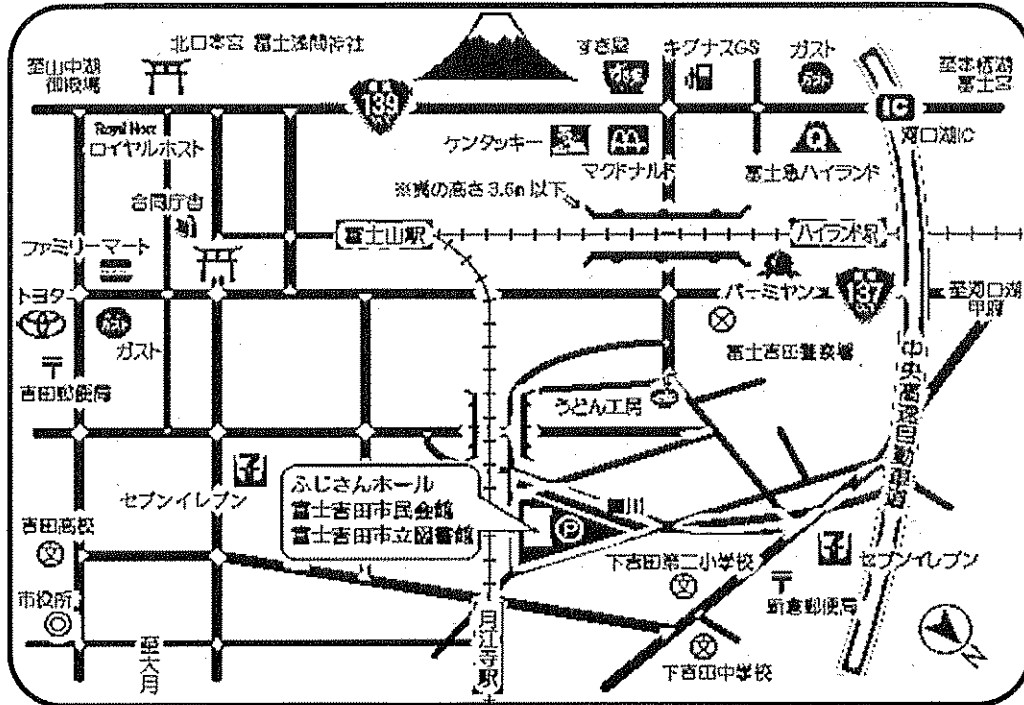 北口本宮 冨士浅間神社
至山中湖
御殿場
139
すき屋
キグナスGS
ガスト
至本栖湖
富士宮
IC
河口湖IC
Royal Host
ロイヤルホスト
ケンタッキー
マクドナルド
富士急ハイランド
合同庁舎
※橋の高さ3.6m以下
富士山駅
ハイランド駅
ファミリーマート
トヨタ
ガスト
バーミヤン
137
至河口湖
甲府
吉田郵便局
富士吉田警察署
中央高速自動車道
うどん工房
セブンイレブン
ふじさんホール
富士吉田市民会館
富士吉田市立図書館
P
吉田高校
下吉田第二小学校
セブンイレブン
新倉郵便局
市役所
至大月
月江寺駅
下吉田中学校
N